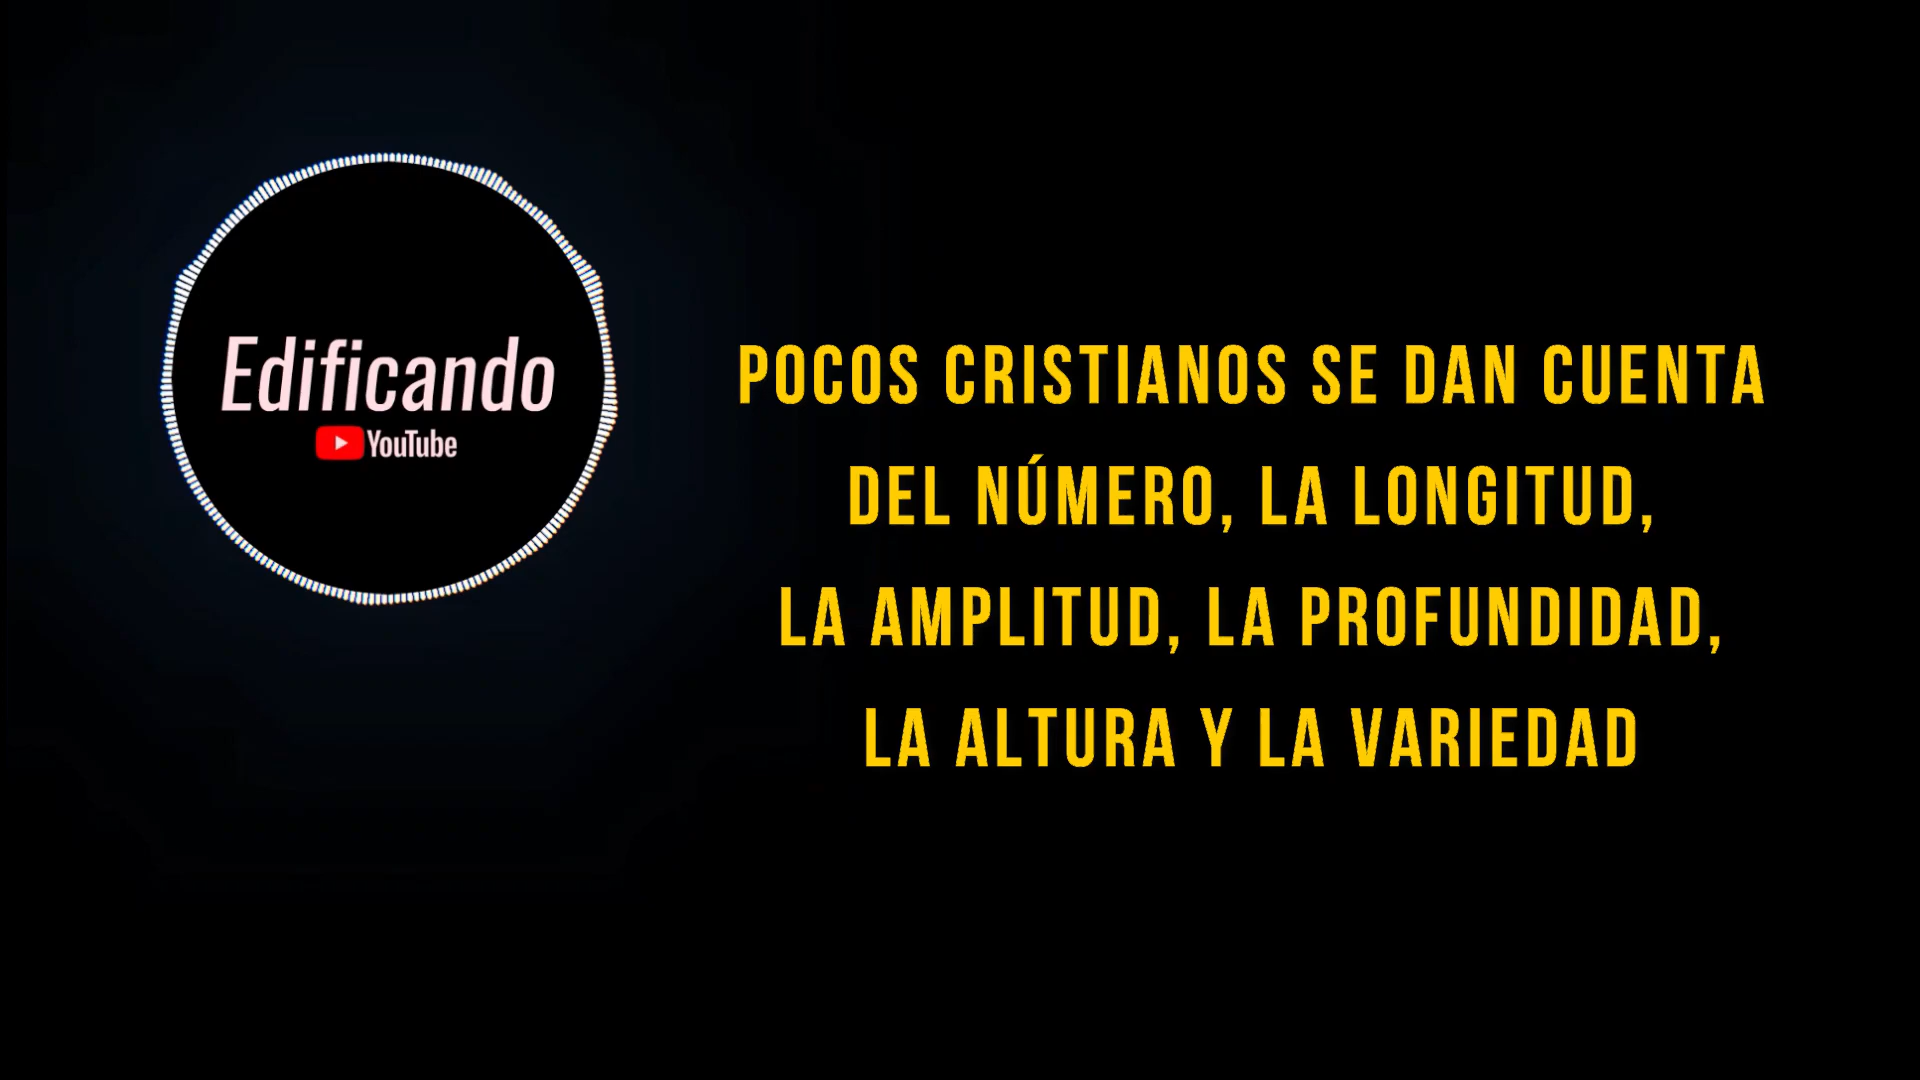 Edificando
YouTube
POCOS CRISTIANOS SE DAN CUENTA
DEL NÚMERO, LA LONGITUD,
LA AMPLITUD, LA PROFUNDIDAD,
LA ALTURA Y LA VARIEDAD